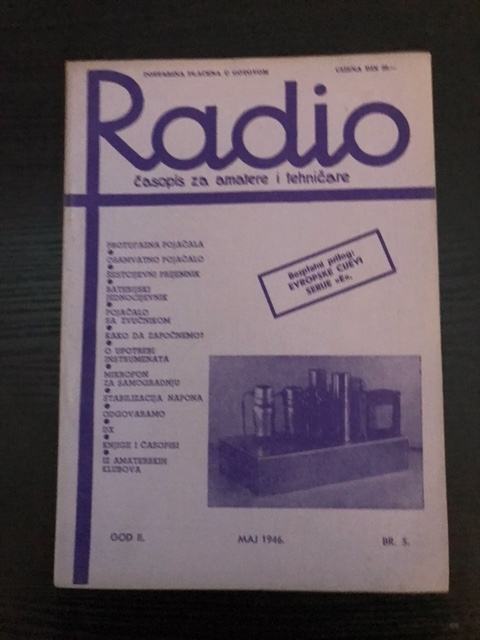 POŠTARINA PLAĆENA U GOTOVOM
CIJENA DIN 20.—
Radio
časopis za amatere i tehničare
PROTUFAZNA POJAČALA
OSAMVATNO POJAČALO
ŠESTCIJEVNI PRIJEMNIK
BATERIJSKI
JEDNOCIJEVNIK
POJAČALO
SA ZVUČNIKOM
KAKO DA ZAPOČNEMO?
O UPOTREBI
INSTRUMENATA
MIKROFON
ZA SAMOGRADNJU
STABILIZACIJA NAPONA
ODGOVARAMO
DX
KNJIGE I ČASOPISI
IZ AMATERSKIH
KLUBOVA
Besplatni prilog:
EVROPSKE CIJEVI
SERIJE »E«.
GOD II.
MAJ 1946.
BR. 5.